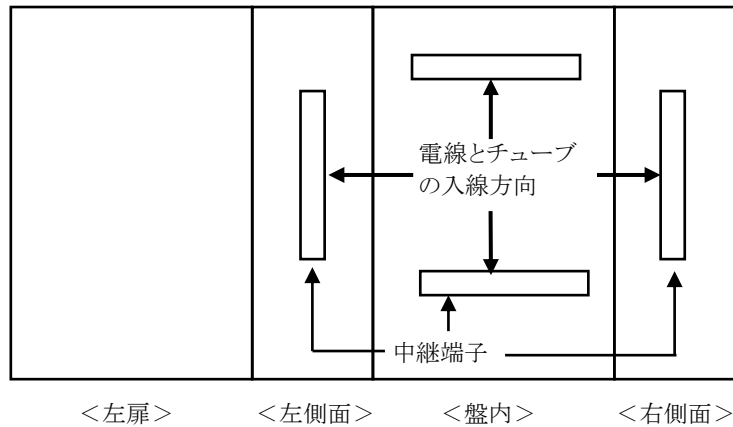 電線とチューブ
の入線方向
中継端子
＜左扉＞
＜左側面＞
＜盤内＞
＜右側面＞